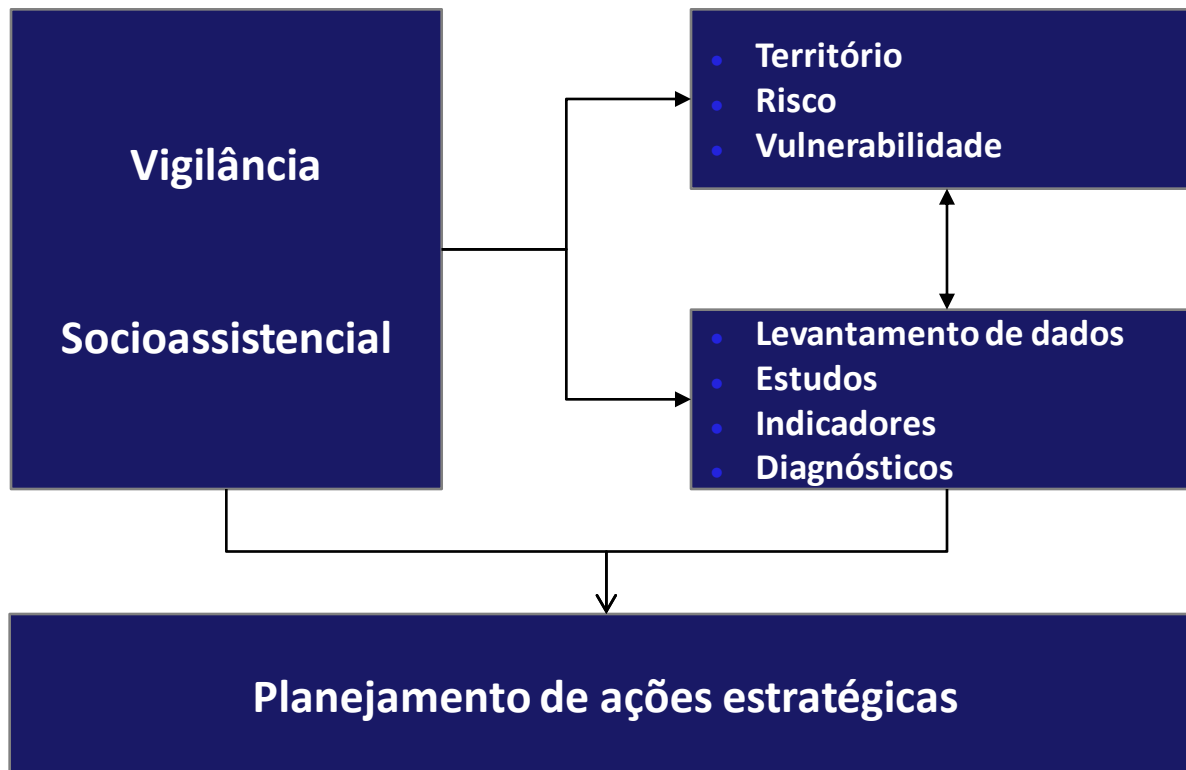 Vigilância
Socioassistencial
Território
Risco
Vulnerabilidade
Levantamento de dados
Estudos
Indicadores
Diagnósticos
Planejamento de ações estratégicas